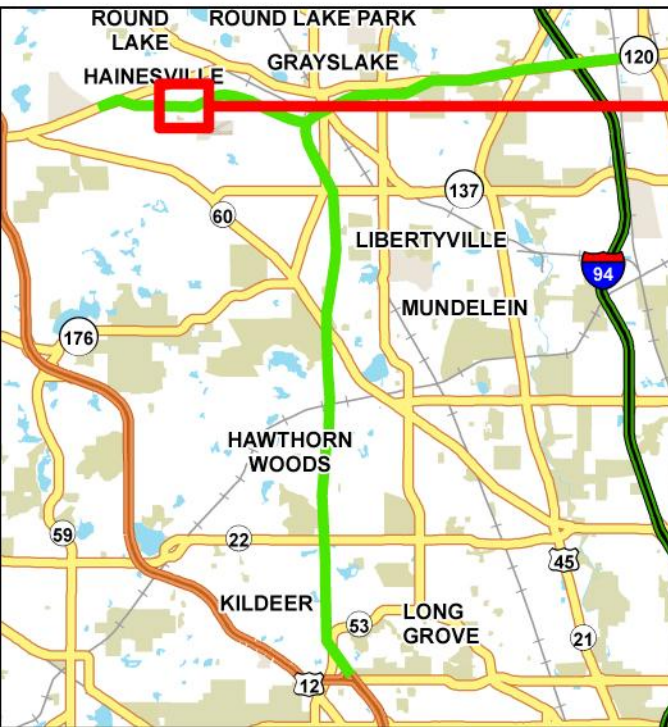 ROUND
LAKE
ROUND LAKE PARK
GRAYSLAKE
120
HAINESVILLE
137
60
LIBERTYVILLE
94
MUNDELEIN
176
HAWTHORN
WOODS
59
22
45
KILDEER
53
LONG
GROVE
21
12